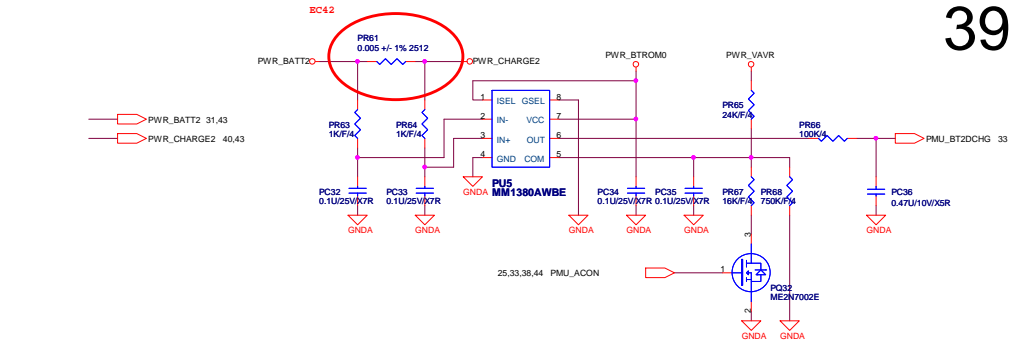 39
EC42
PR61
0.005 +/- 1% 2512
PWR_BATT2
PWR_CHARGE2
PWR_BTROM0
PWR_VAVR
PWR_BATT2 31,43
PWR_CHARGE2 40,43
PR63
1K/F/4
PR64
1K/F/4
1 ISEL GSEL 8
2 IN- VCC 7
3 IN+ OUT 6
4 GND COM 5
PU5
MM1380AWBE
GNDA
PR65
24K/F/4
PR66
100K/4
PMU_BT2DCHG 33
PC32
0.1U/25V/X7R
PC33
0.1U/25V/X7R
PC34
0.1U/25V/X7R
PC35
0.1U/25V/X7R
PR67
16K/F/4
PR68
750K/F/4
PC36
0.47U/10V/X5R
GNDA
GNDA
GNDA
GNDA
GNDA
GNDA
25,33,38,44 PMU_ACON
1
3
2
PQ32
ME2N7002E
GNDA
GNDA